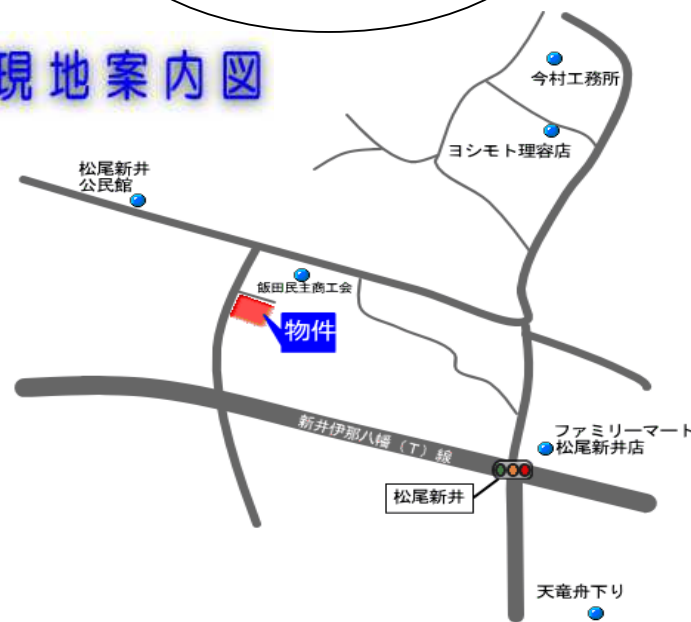 現地案内図
今村工務所
ヨシモト理容店
松尾新井
公民館
飯田民主商工会
物件
新井伊那八幡（T）線
ファミリーマート
松尾新井店
松尾新井
天竜舟下り